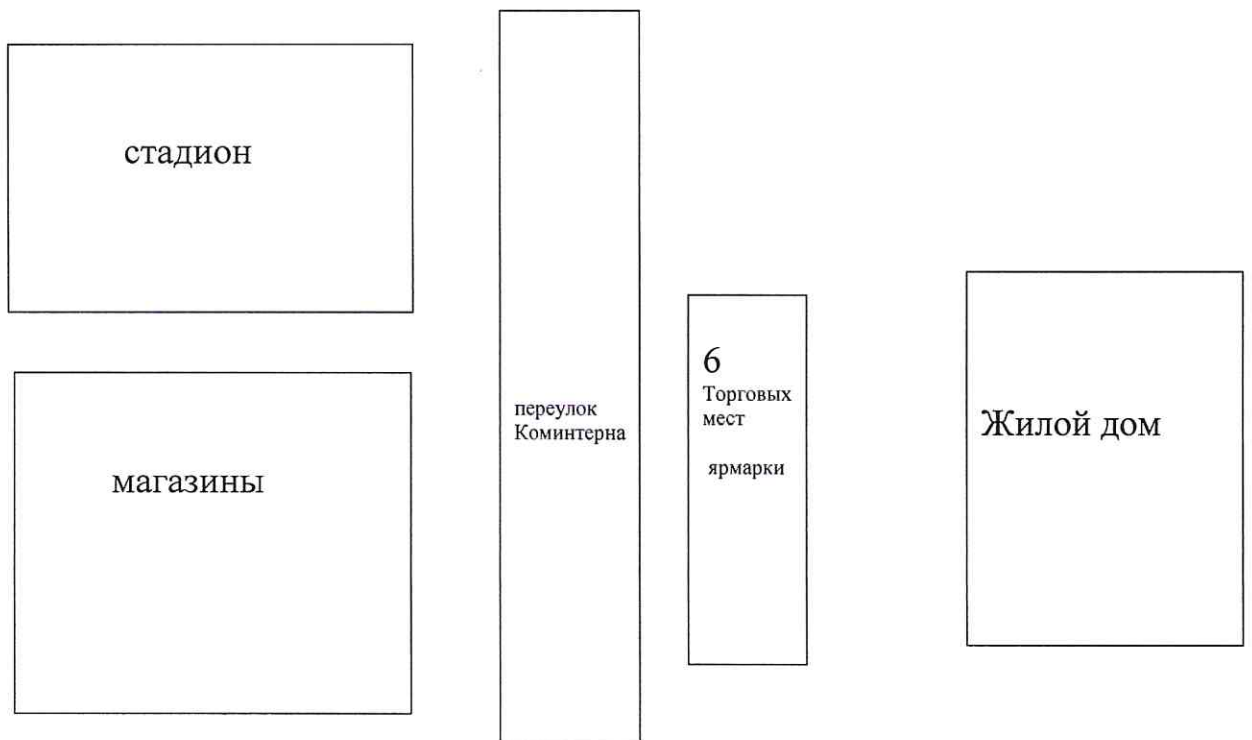 стадион
магазины
переулок
Коминтерна
6
Торговых
мест
ярмарки
Жилой дом